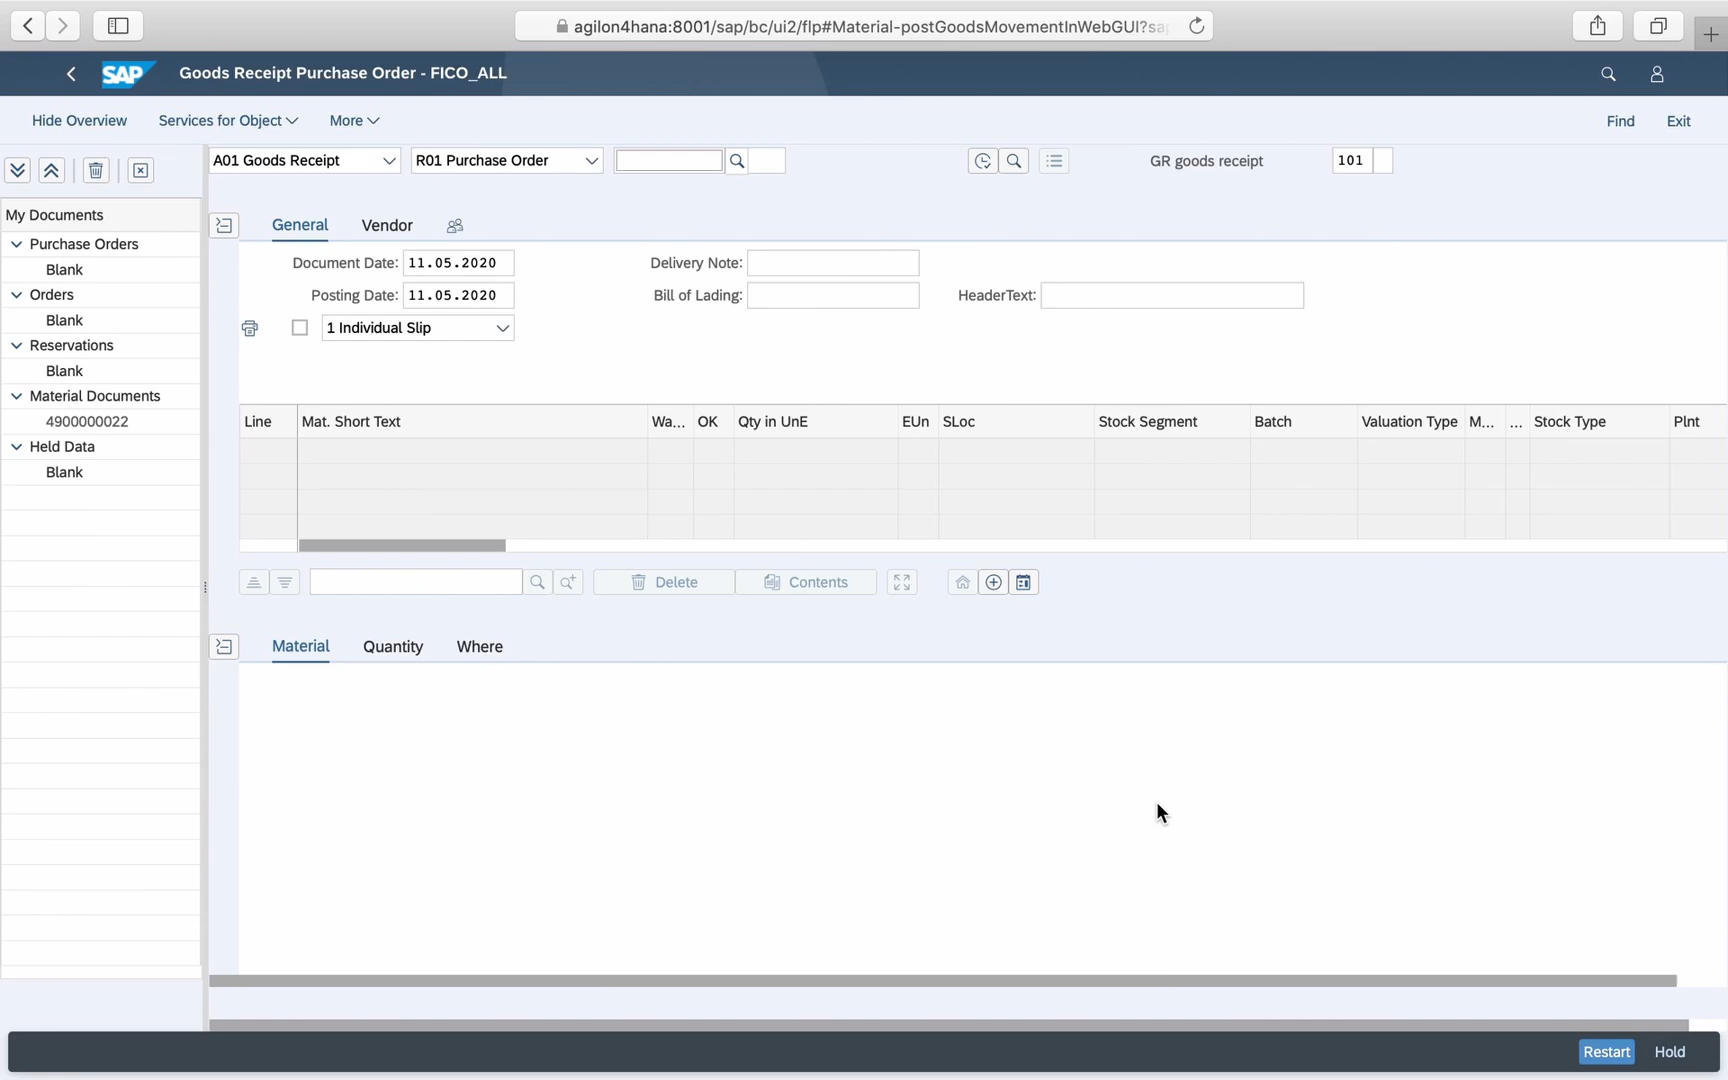 agilon4hana:8001/sap/bc/ui2/flp#Material-postGoodsMovementInWebGUI?sa
SAP Goods Receipt Purchase Order - FICO_ALL
Hide Overview Services for Object More Find Exit
A01 Goods Receipt R01 Purchase Order GR goods receipt 101
My Documents
Purchase Orders
Blank
Orders
Blank
Reservations
Blank
Material Documents
4900000022
Held Data
Blank
General Vendor
Document Date: 11.05.2020 Delivery Note:
Posting Date: 11.05.2020 Bill of Lading: HeaderText:
1 Individual Slip
Line Mat. Short Text Wa... OK Qty in UnE EUn SLoc Stock Segment Batch Valuation Type M... ... Stock Type Plnt
Delete Contents
Material Quantity Where
Restart Hold